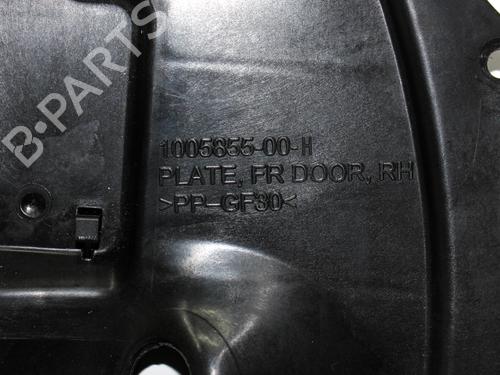 B-PARTS
1005855-00-H
PLATE, FR DOOR, RH
>PP-GF30<